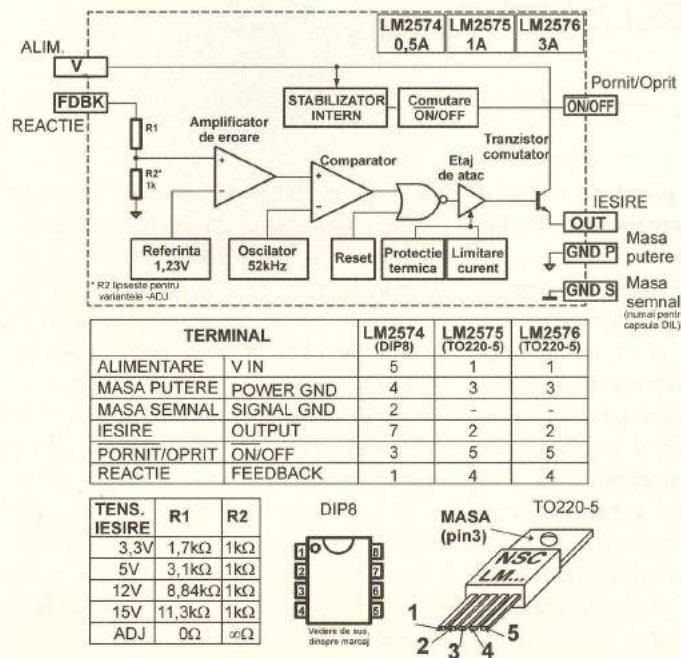 LM2574 LM2575 LM2576
0,5A 1A 3A
ALIM.
V
Pornit/Oprit
FDBK
STABILIZATOR
INTERN
Comutare
ON/OFF
ON/OFF
REACTIE
R1
Amplificator
de eroare
Tranzistor
comutator
Comparator
Etaj
de atac
R2*
1k
+
−
+
−
IESIRE
OUT
Referinta
1,23V
Oscilator
52kHz
Reset
Protectie
termica
Limitare
curent
GND P
Masa
putere
* R2 lipseste pentru
variantele -ADJ
GND S
Masa
semnal
(numai pentr
capsula DIL)
TERMINAL LM2574 LM2575 LM2576
(DIP8) (TO220-5) (TO220-5)
ALIMENTARE V IN 5 1 1
MASA PUTERE POWER GND 4 3 3
MASA SEMNAL SIGNAL GND 2 - -
IESIRE OUTPUT 7 2 2
PORNIT/OPRIT ON/OFF 3 5 5
REACTIE FEEDBACK 1 4 4
TENS.
IESIRE R1 R2
3,3V 1,7kΩ 1kΩ
5V 3,1kΩ 1kΩ
12V 8,84kΩ 1kΩ
15V 11,3kΩ 1kΩ
ADJ 0Ω ∞Ω
DIP8
1 8
2 7
3 6
4 5
Vedere de sus,
dinspre marcaj
TO220-5
MASA
(pin3)
NSC
LM...
1
2
3
4
5